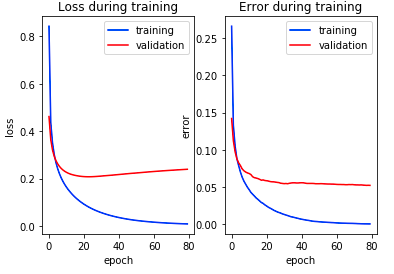 Loss during training
training
validation
0.8
0.6
0.4
0.2
0.0
loss
0 20 40 60 80
epoch
Error during training
training
validation
0.25
0.20
0.15
0.10
0.05
0.00
error
0 20 40 60 80
epoch